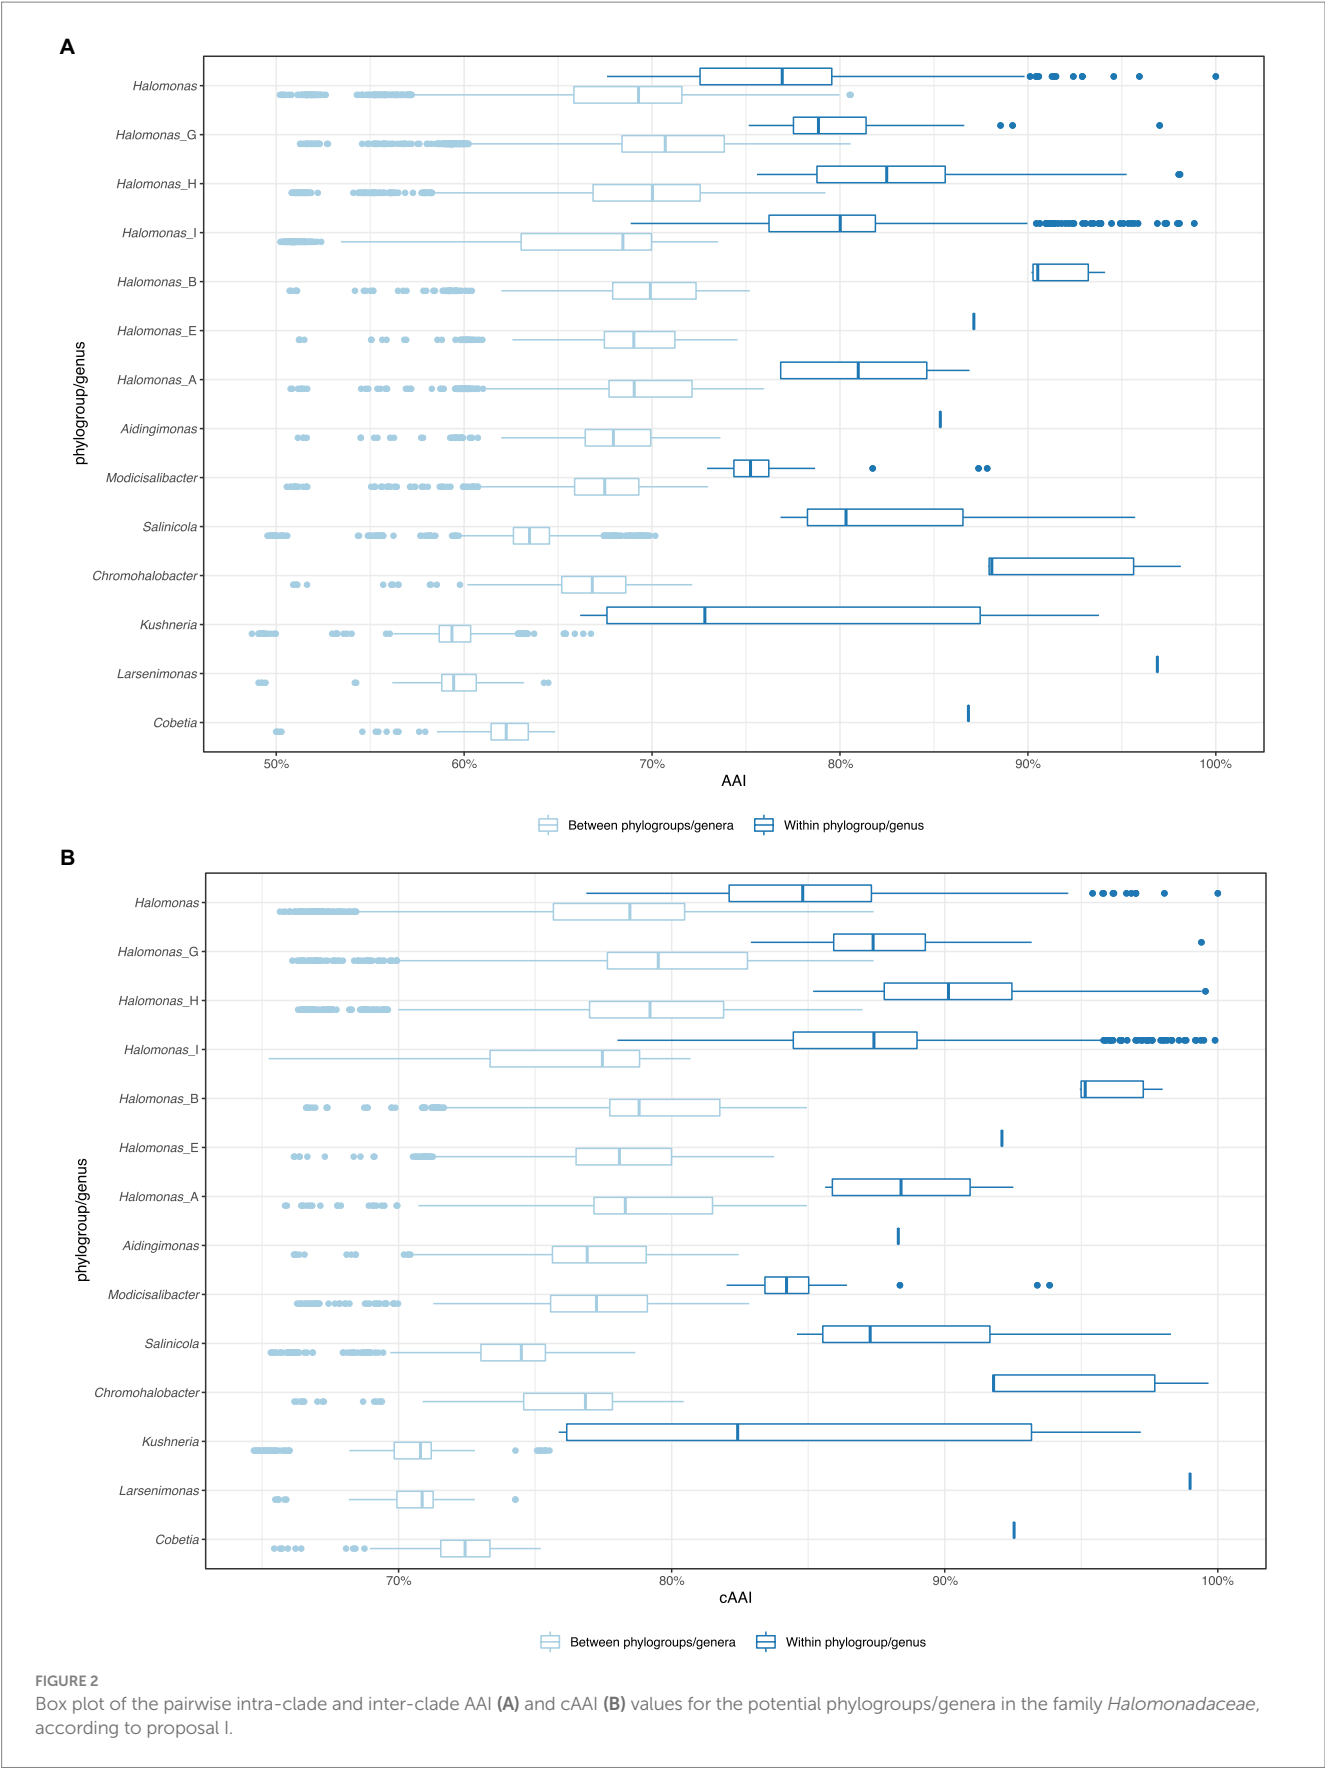 A
Halomonas
Halomonas_G
Halomonas_H
Halomonas_I
Halomonas_B
Halomonas_E
Halomonas_A
Aidingimonas
Modicisalibacter
Salinicola
Chromohalobacter
Kushneria
Larsenimonas
Cobetia
phylogroup/genus
50% 60% 70% 80% 90% 100%
AAI
Between phylogroups/genera Within phylogroup/genus
B
Halomonas
Halomonas_G
Halomonas_H
Halomonas_I
Halomonas_B
Halomonas_E
Halomonas_A
Aidingimonas
Modicisalibacter
Salinicola
Chromohalobacter
Kushneria
Larsenimonas
Cobetia
phylogroup/genus
70% 80% 90% 100%
cAAI
Between phylogroups/genera Within phylogroup/genus
FIGURE 2
Box plot of the pairwise intra-clade and inter-clade AAI (A) and cAAI (B) values for the potential phylogroups/genera in the family Halomonadaceae,
according to proposal I.